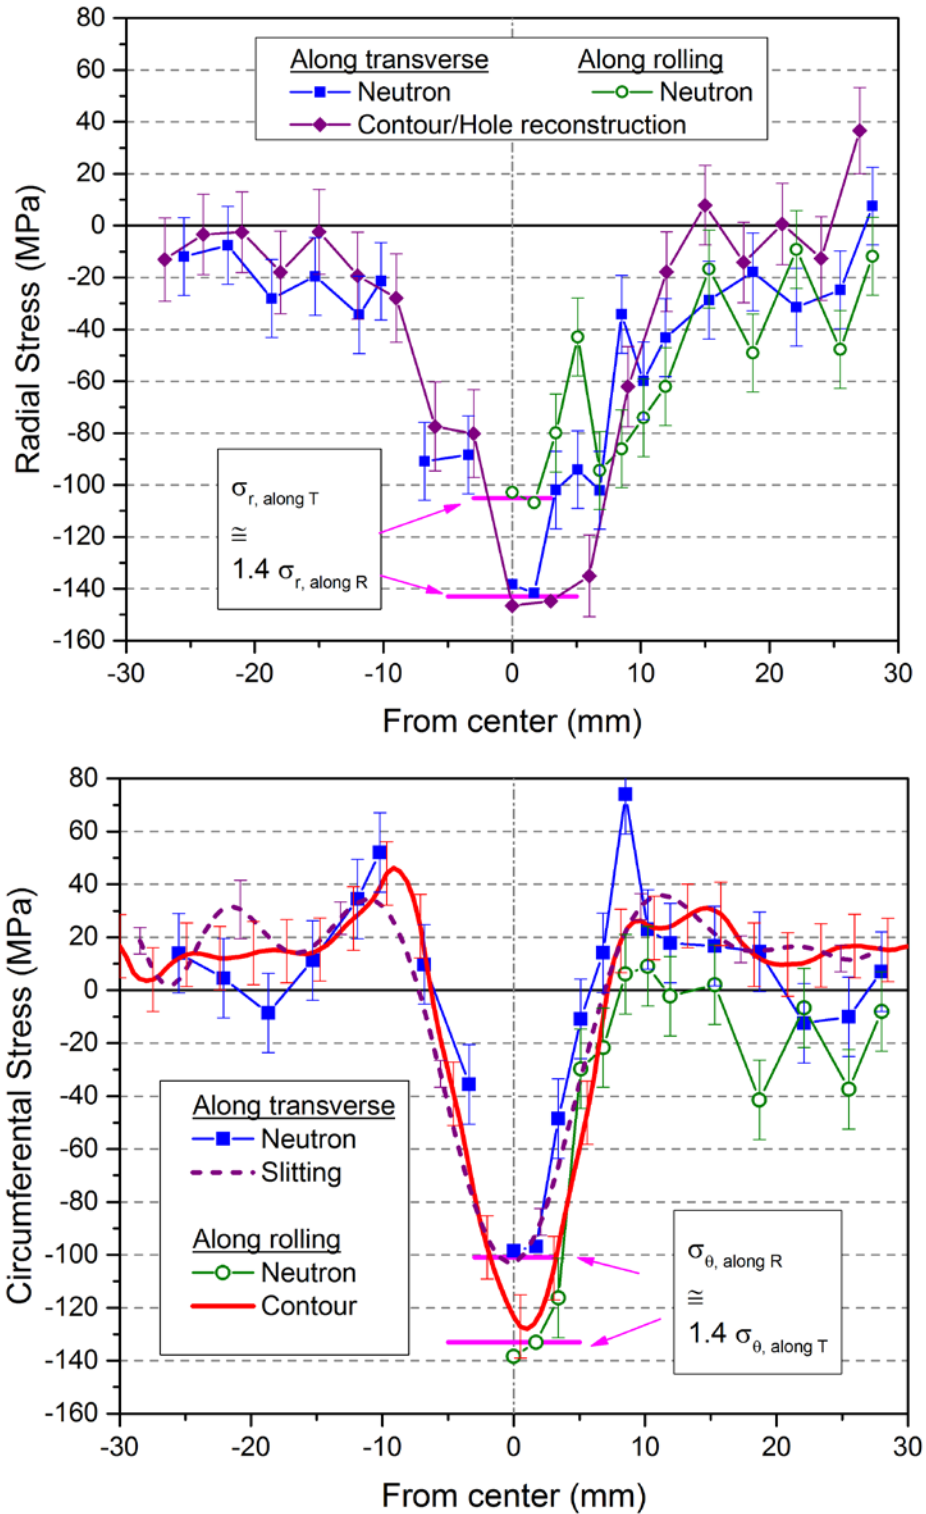 80
60
40
20
0
-20
-40
-60
-80
-100
-120
-140
-160
Radial Stress (MPa)
Along transverse Along rolling
Neutron Neutron
Contour/Hole reconstruction
σr, along T
≅
1.4 σr, along R
-30 -20 -10 0 10 20 30
From center (mm)
80
60
40
20
0
-20
-40
-60
-80
-100
-120
-140
-160
Circumferential Stress (MPa)
Along transverse
Neutron
Slitting
Along rolling
Neutron
Contour
σθ, along R
≅
1.4 σθ, along T
-30 -20 -10 0 10 20 30
From center (mm)